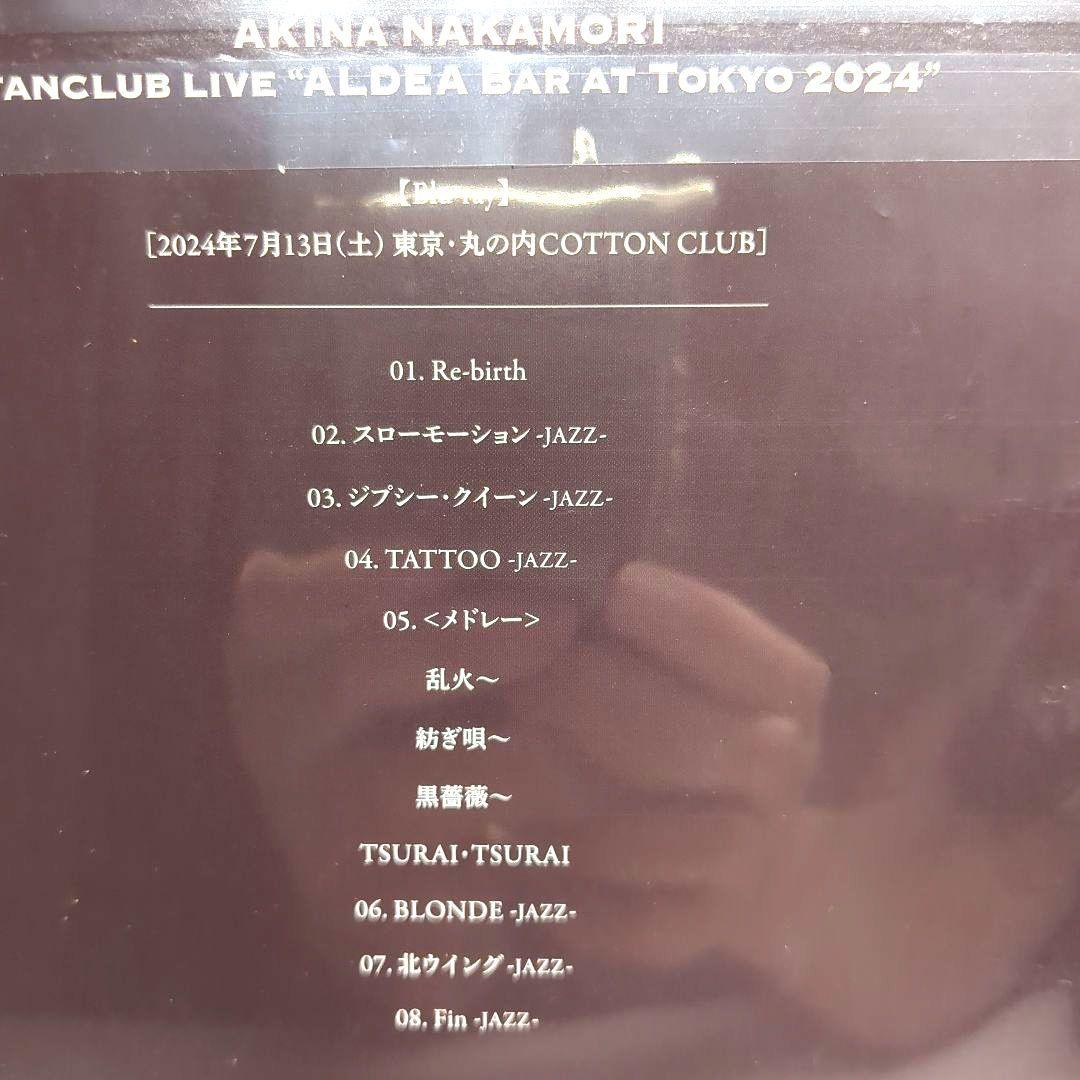 AKINA NAKAMORI
FANCLUB LIVE “ALDEA BAR AT TOKYO 2024”
【Blu-ray】
［2024年7月13日（土） 東京・丸の内COTTON CLUB］
01. Re-birth
02. スローモーション -JAZZ-
03. ジプシー・クイーン -JAZZ-
04. TATTOO -JAZZ-
05. <メドレー>
乱火～
紡ぎ唄～
黒薔薇～
TSURAI・TSURAI
06. BLONDE -JAZZ-
07. 北ウイング -JAZZ-
08. Fin -JAZZ-